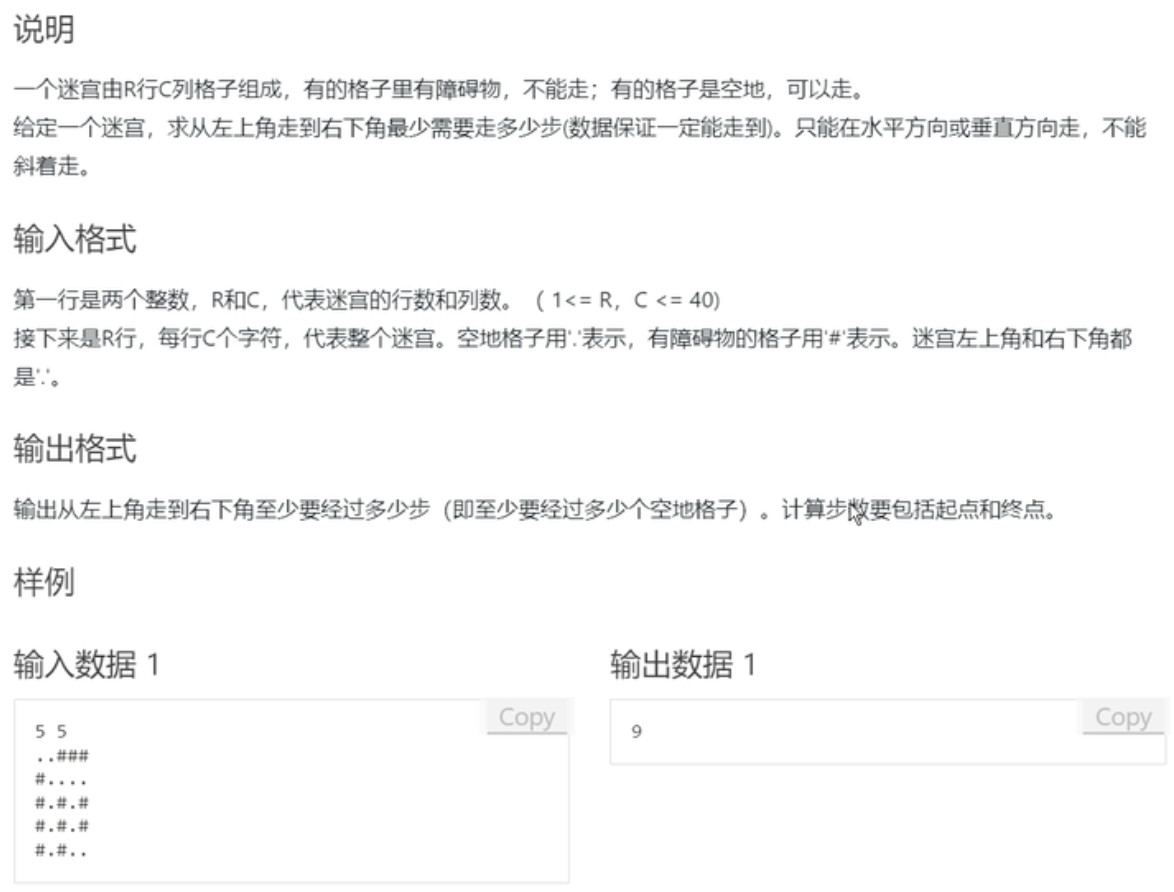 说明
一个迷宫由R行C列格子组成，有的格子里有障碍物，不能走；有的格子是空地，可以走。
给定一个迷宫，求从左上角走到右下角最少需要走多少步(数据保证一定能走到)。只能在水平方向或垂直方向走，不能
斜着走。
输入格式
第一行是两个整数，R和C，代表迷宫的行数和列数。（ 1<= R，C <= 40)
接下来是R行，每行C个字符，代表整个迷宫。空地格子用'.'表示，有障碍物的格子用'#'表示。迷宫左上角和右下角都
是'.'。
输出格式
输出从左上角走到右下角至少要经过多少步（即至少要经过多少个空地格子）。计算步数要包括起点和终点。
样例
输入数据 1
Copy
5 5
..###
#....
#.#.#
#.#.#
#.#..
输出数据 1
Copy
9